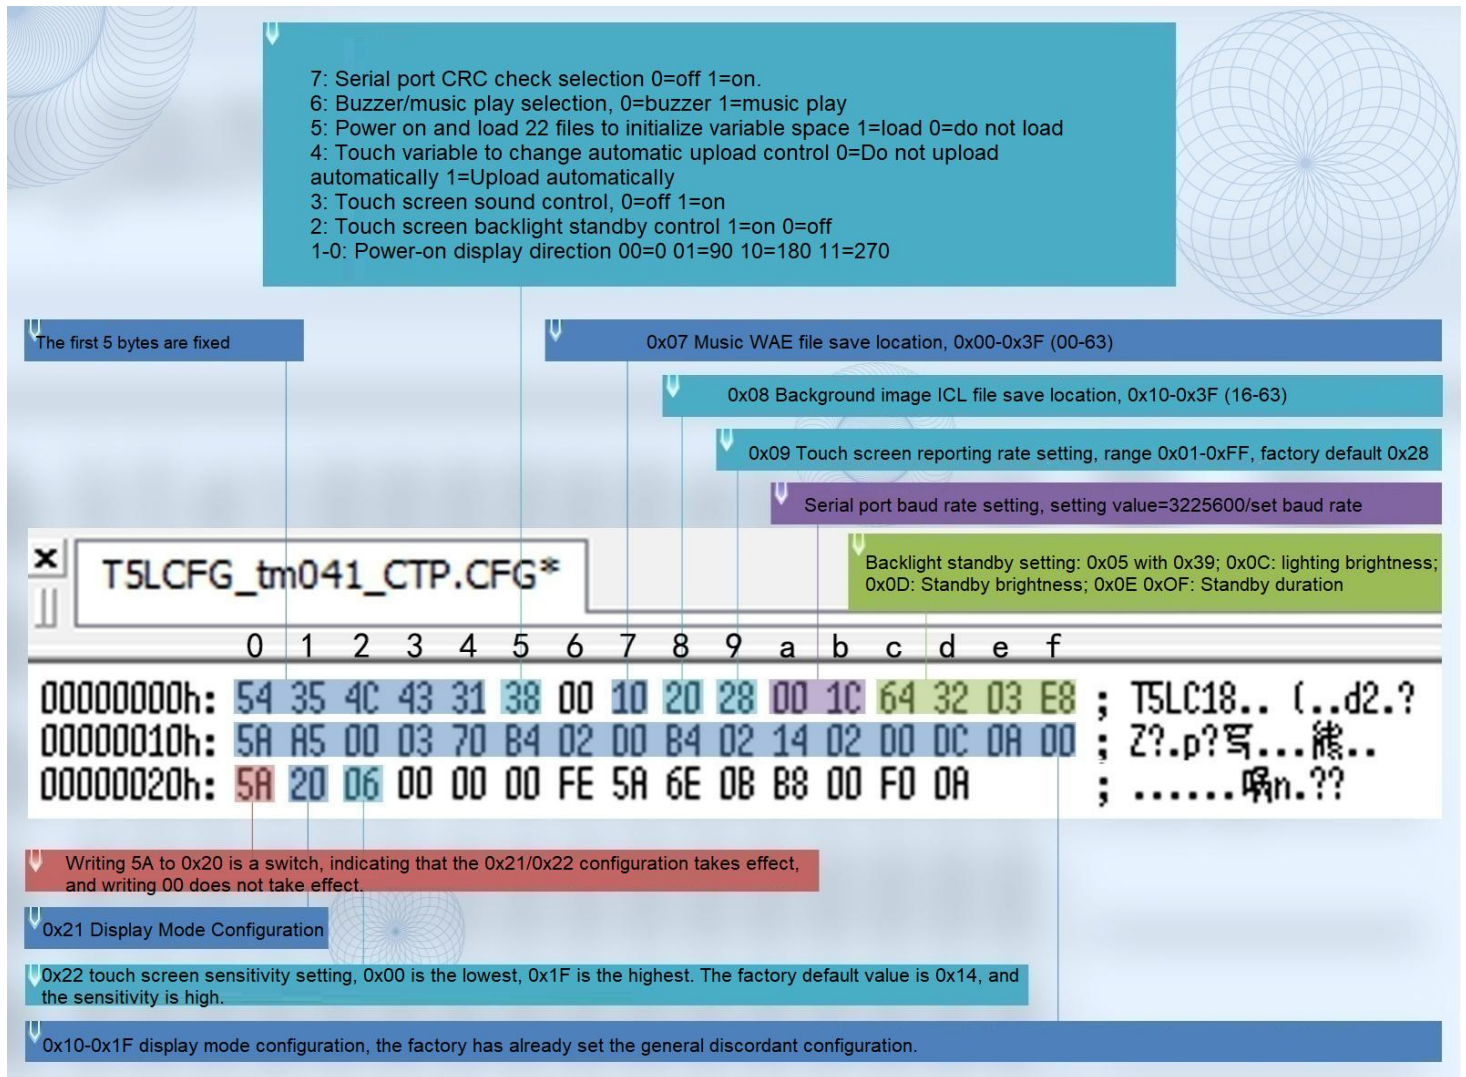 7: Serial port CRC check selection 0=off 1=on.
6: Buzzer/music play selection, 0=buzzer 1=music play
5: Power on and load 22 files to initialize variable space 1=load 0=do not load
4: Touch variable to change automatic upload control 0=Do not upload
automatically 1=Upload automatically
3: Touch screen sound control, 0=off 1=on
2: Touch screen backlight standby control 1=on 0=off
1-0: Power-on display direction 00=0 01=90 10=180 11=270
The first 5 bytes are fixed
0x07 Music WAE file save location, 0x00-0x3F (00-63)
0x08 Background image ICL file save location, 0x10-0x3F (16-63)
0x09 Touch screen reporting rate setting, range 0x01-0xFF, factory default 0x28
Serial port baud rate setting, setting value=3225600/set baud rate
Backlight standby setting: 0x05 with 0x39; 0x0C: lighting brightness;
0x0D: Standby brightness; 0x0E 0xOF: Standby duration
T5LCFG_tm041_CTP.CFG*
0 1 2 3 4 5 6 7 8 9 a b c d e f
00000000h: 54 35 4C 43 31 38 00 10 20 28 00 1C 64 32 03 E8 ; T5LC18.. (..d2.?
00000010h: 5A A5 00 03 70 B4 02 D0 B4 02 14 02 D0 DC 0A 00 ; Z?.p?...
00000020h: 5A 20 06 00 00 00 FE 5A 6E 0B B8 00 F0 0A ; ......n.??
Writing 5A to 0x20 is a switch, indicating that the 0x21/0x22 configuration takes effect,
and writing 00 does not take effect.
0x21 Display Mode Configuration
0x22 touch screen sensitivity setting, 0x00 is the lowest, 0x1F is the highest. The factory default value is 0x14, and
the sensitivity is high.
0x10-0x1F display mode configuration, the factory has already set the general discordant configuration.